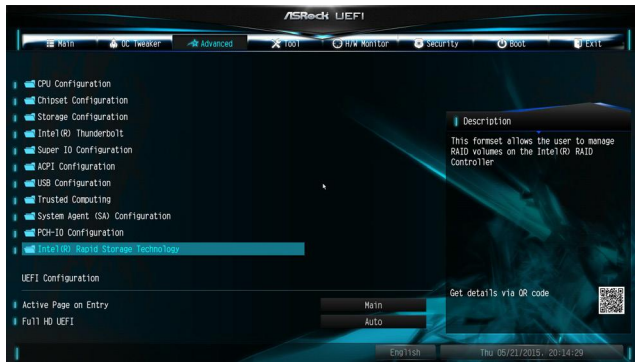 ASRock UEFI
Main OC Tweaker Advanced Tool H/W Monitor Security Boot Exit
CPU Configuration
Chipset Configuration
Storage Configuration
Intel(R) Thunderbolt
Super IO Configuration
ACPI Configuration
USB Configuration
Trusted Computing
System Agent (SA) Configuration
PCH-IO Configuration
Intel(R) Rapid Storage Technology
UEFI Configuration
Active Page on Entry Main
Full HD UEFI Auto
Description
This formset allows the user to manage
RAID volumes on the Intel(R) RAID
Controller
Get details via QR code
English Thu 05/21/2015. 20:14:29